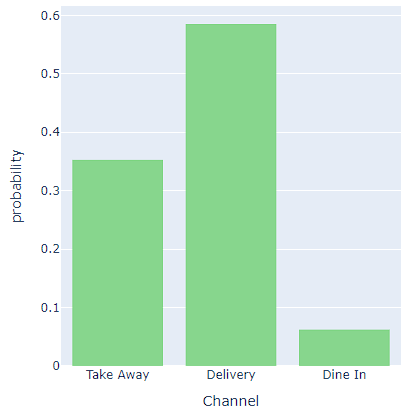 0.6
0.5
0.4
0.3
0.2
0.1
0
probability
Take Away
Delivery
Dine In
Channel